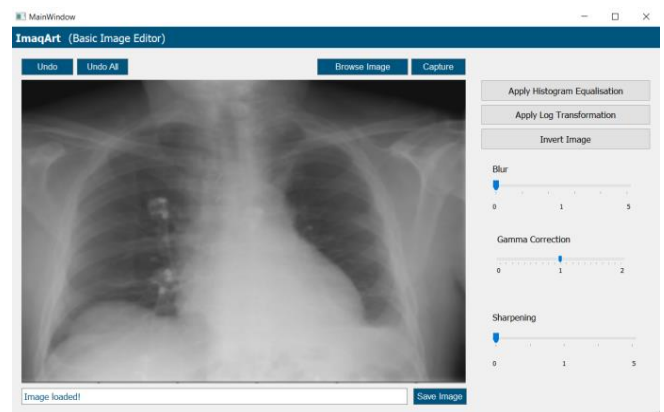 MainWindow
ImaqArt (Basic Image Editor)
Undo Undo All Browse Image Capture
Apply Histogram Equalisation
Apply Log Transformation
Invert Image
Blur
0 1 5
Gamma Correction
0 1 2
Sharpening
0 1 5
Image loaded! Save Image